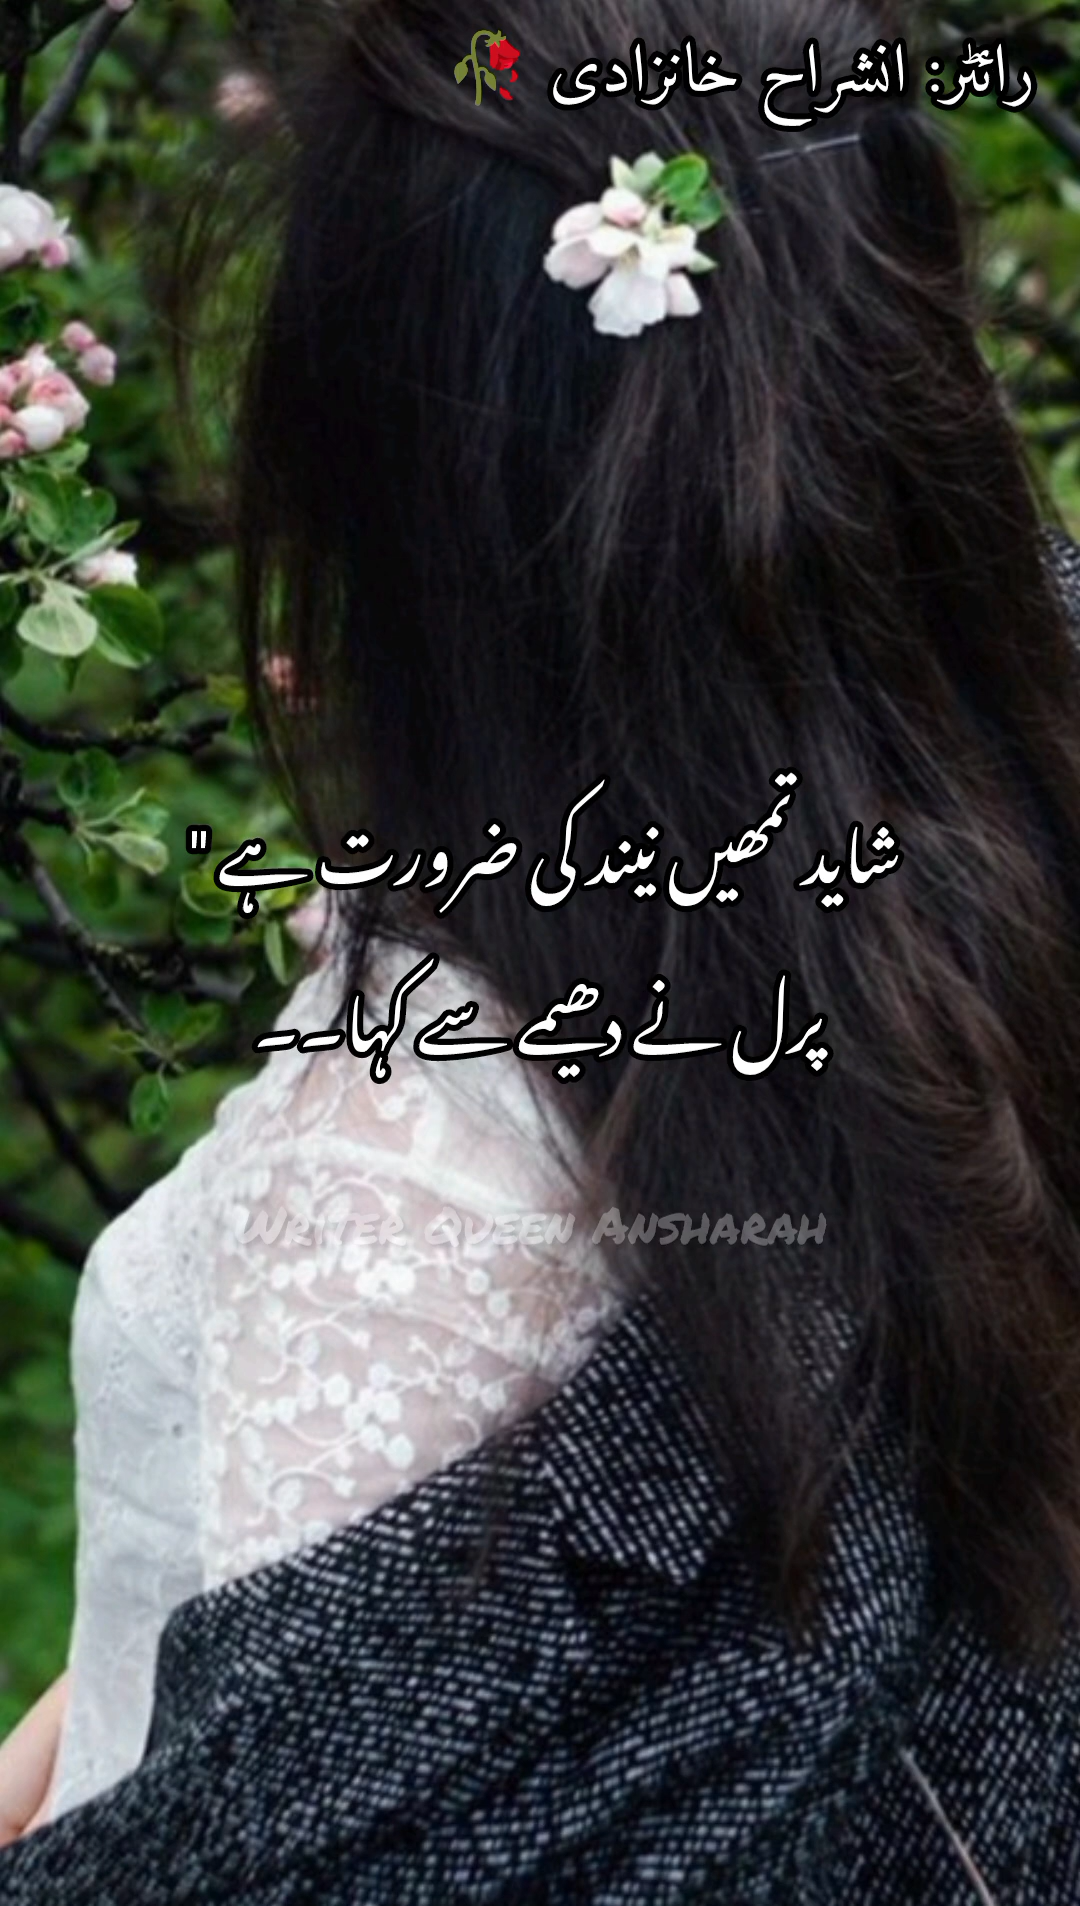 رائٹر: انشراح خانزادی 🥀
شاید تمھیں نیند کی ضرورت ہے"
پرل نے دھیمے سے کہا۔۔
Writer Queen Ansharah